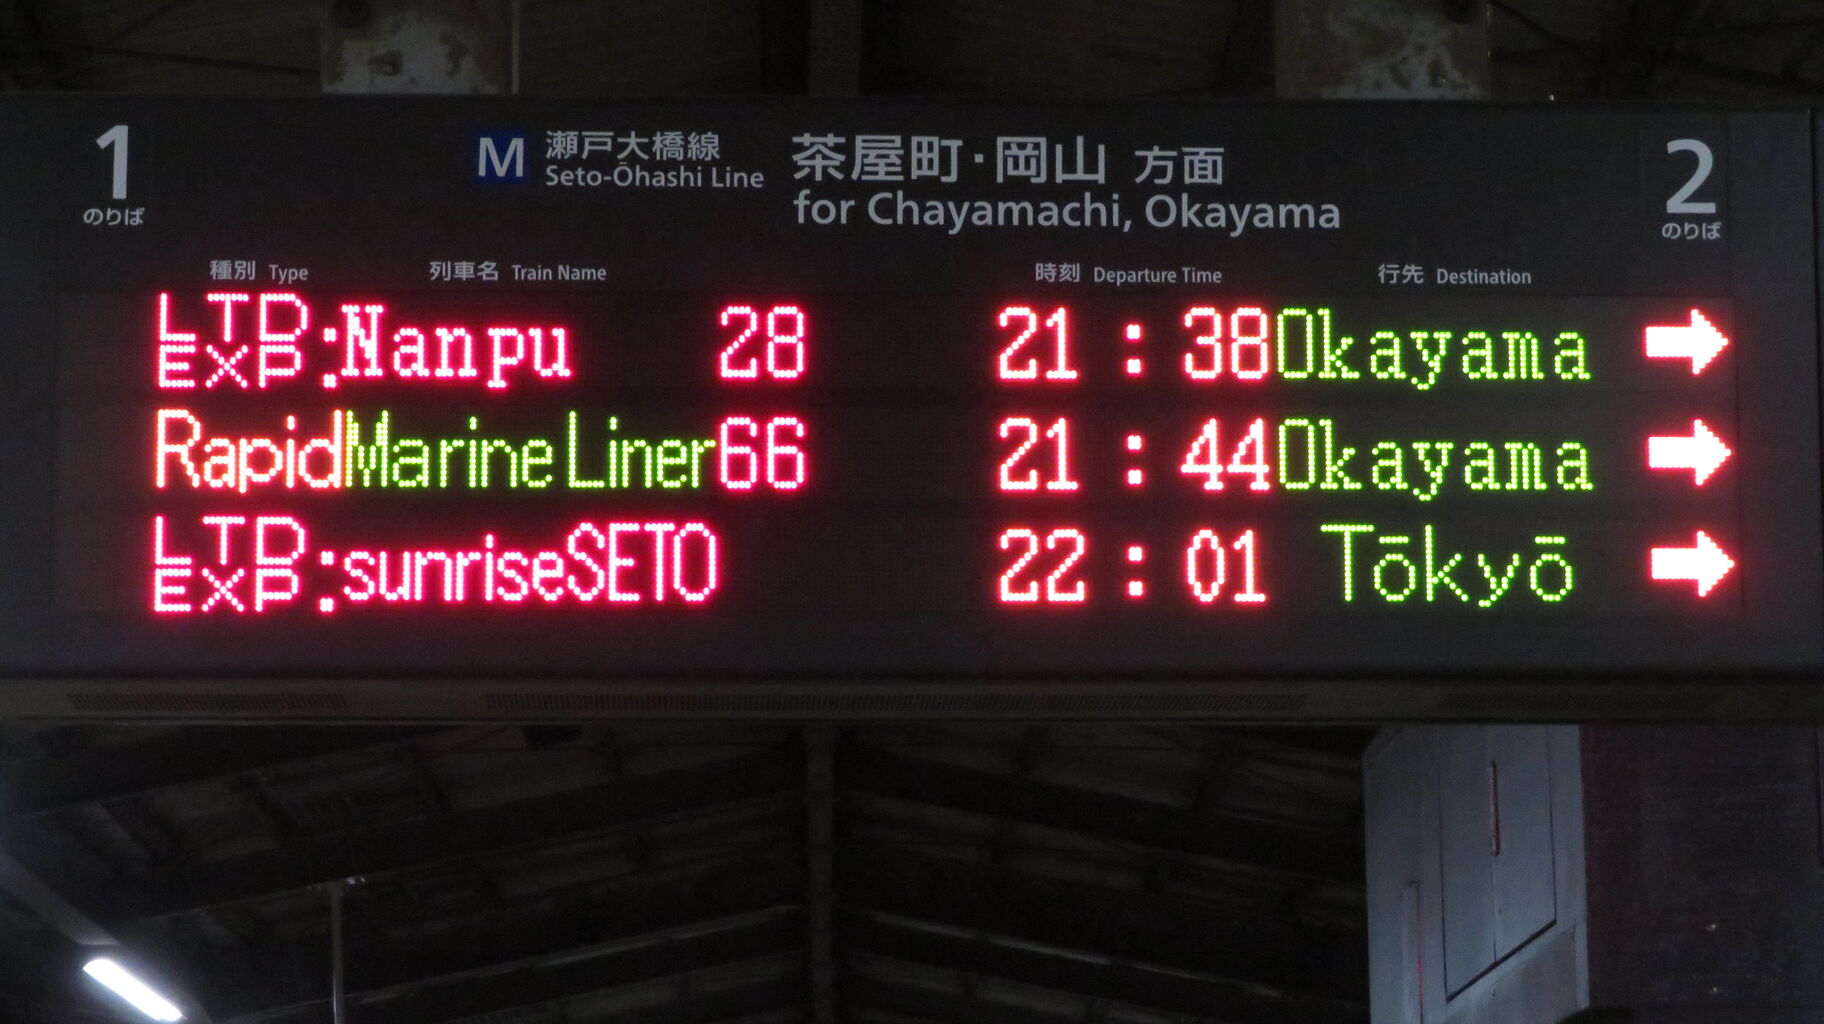 1 のりば
M 瀬戸大橋線 Seto-Ōhashi Line
茶屋町・岡山 方面
for Chayamachi, Okayama
2 のりば
種別 Type 列車名 Train Name 時刻 Departure Time 行先 Destination
LTD EXP. : Nanpu 28 21:38 Okayama →
Rapid Marine Liner 66 21:44 Okayama →
LTD EXP. : sunriseSETO 22:01 Tōkyō →